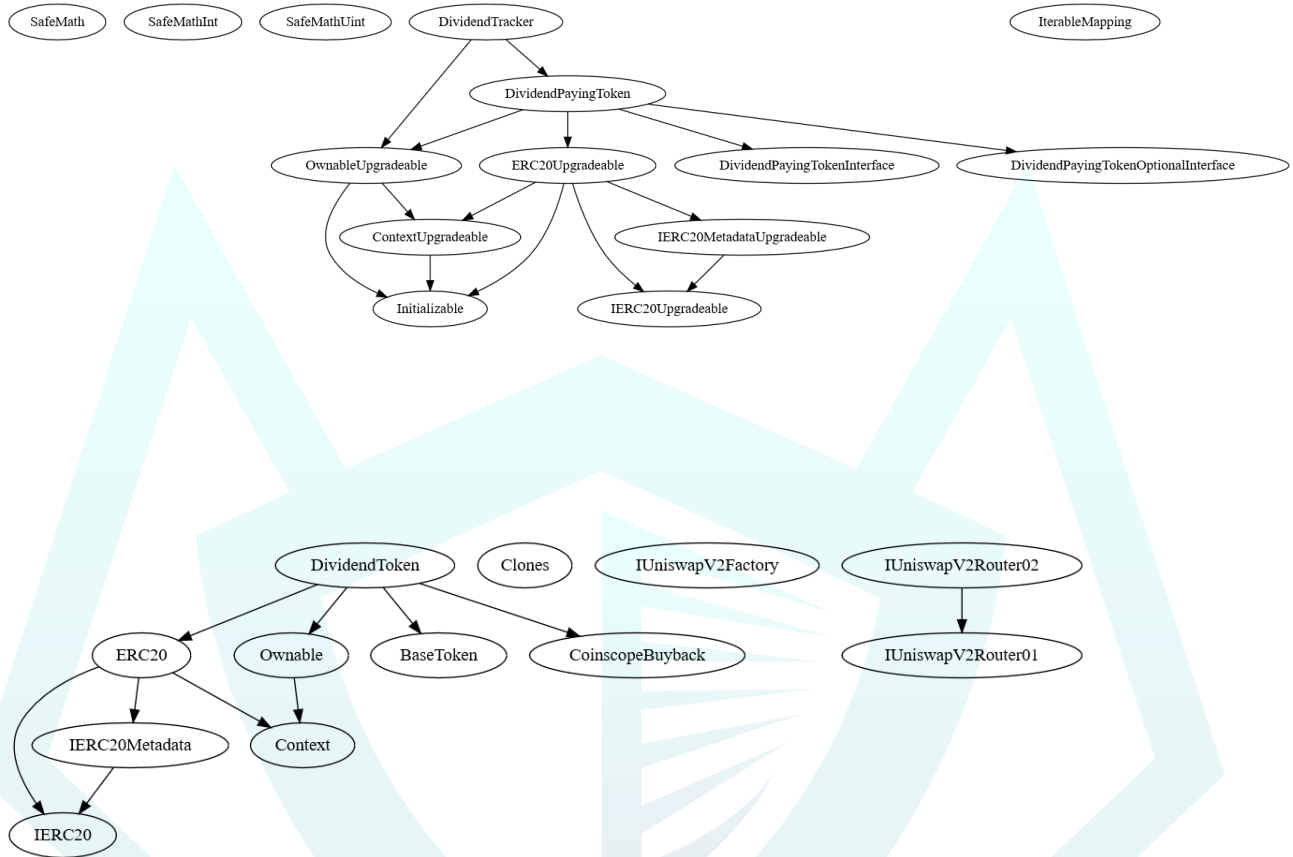 SafeMath
SafeMathInt
SafeMathUint
DividendTracker
IterableMapping
DividendPayingToken
OwnableUpgradeable
ERC20Upgradeable
DividendPayingTokenInterface
DividendPayingTokenOptionalInterface
ContextUpgradeable
IERC20MetadataUpgradeable
Initializable
IERC20Upgradeable
DividendToken
Clones
IUniswapV2Factory
IUniswapV2Router02
ERC20
Ownable
BaseToken
CoinscopeBuyback
IUniswapV2Router01
IERC20Metadata
Context
IERC20